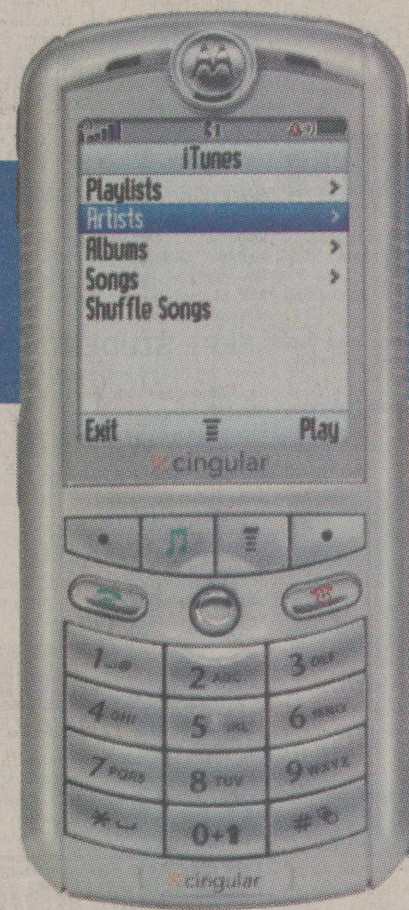 iTunes
Playlists >
Artists >
Albums >
Songs >
Shuffle Songs
Exit Play
cingular
1
2 ABC 3 DEF
4 GHI 5 JKL 6 MNO
7 PQRS 8 TUV 9 WXYZ
* 0+ #
cingular